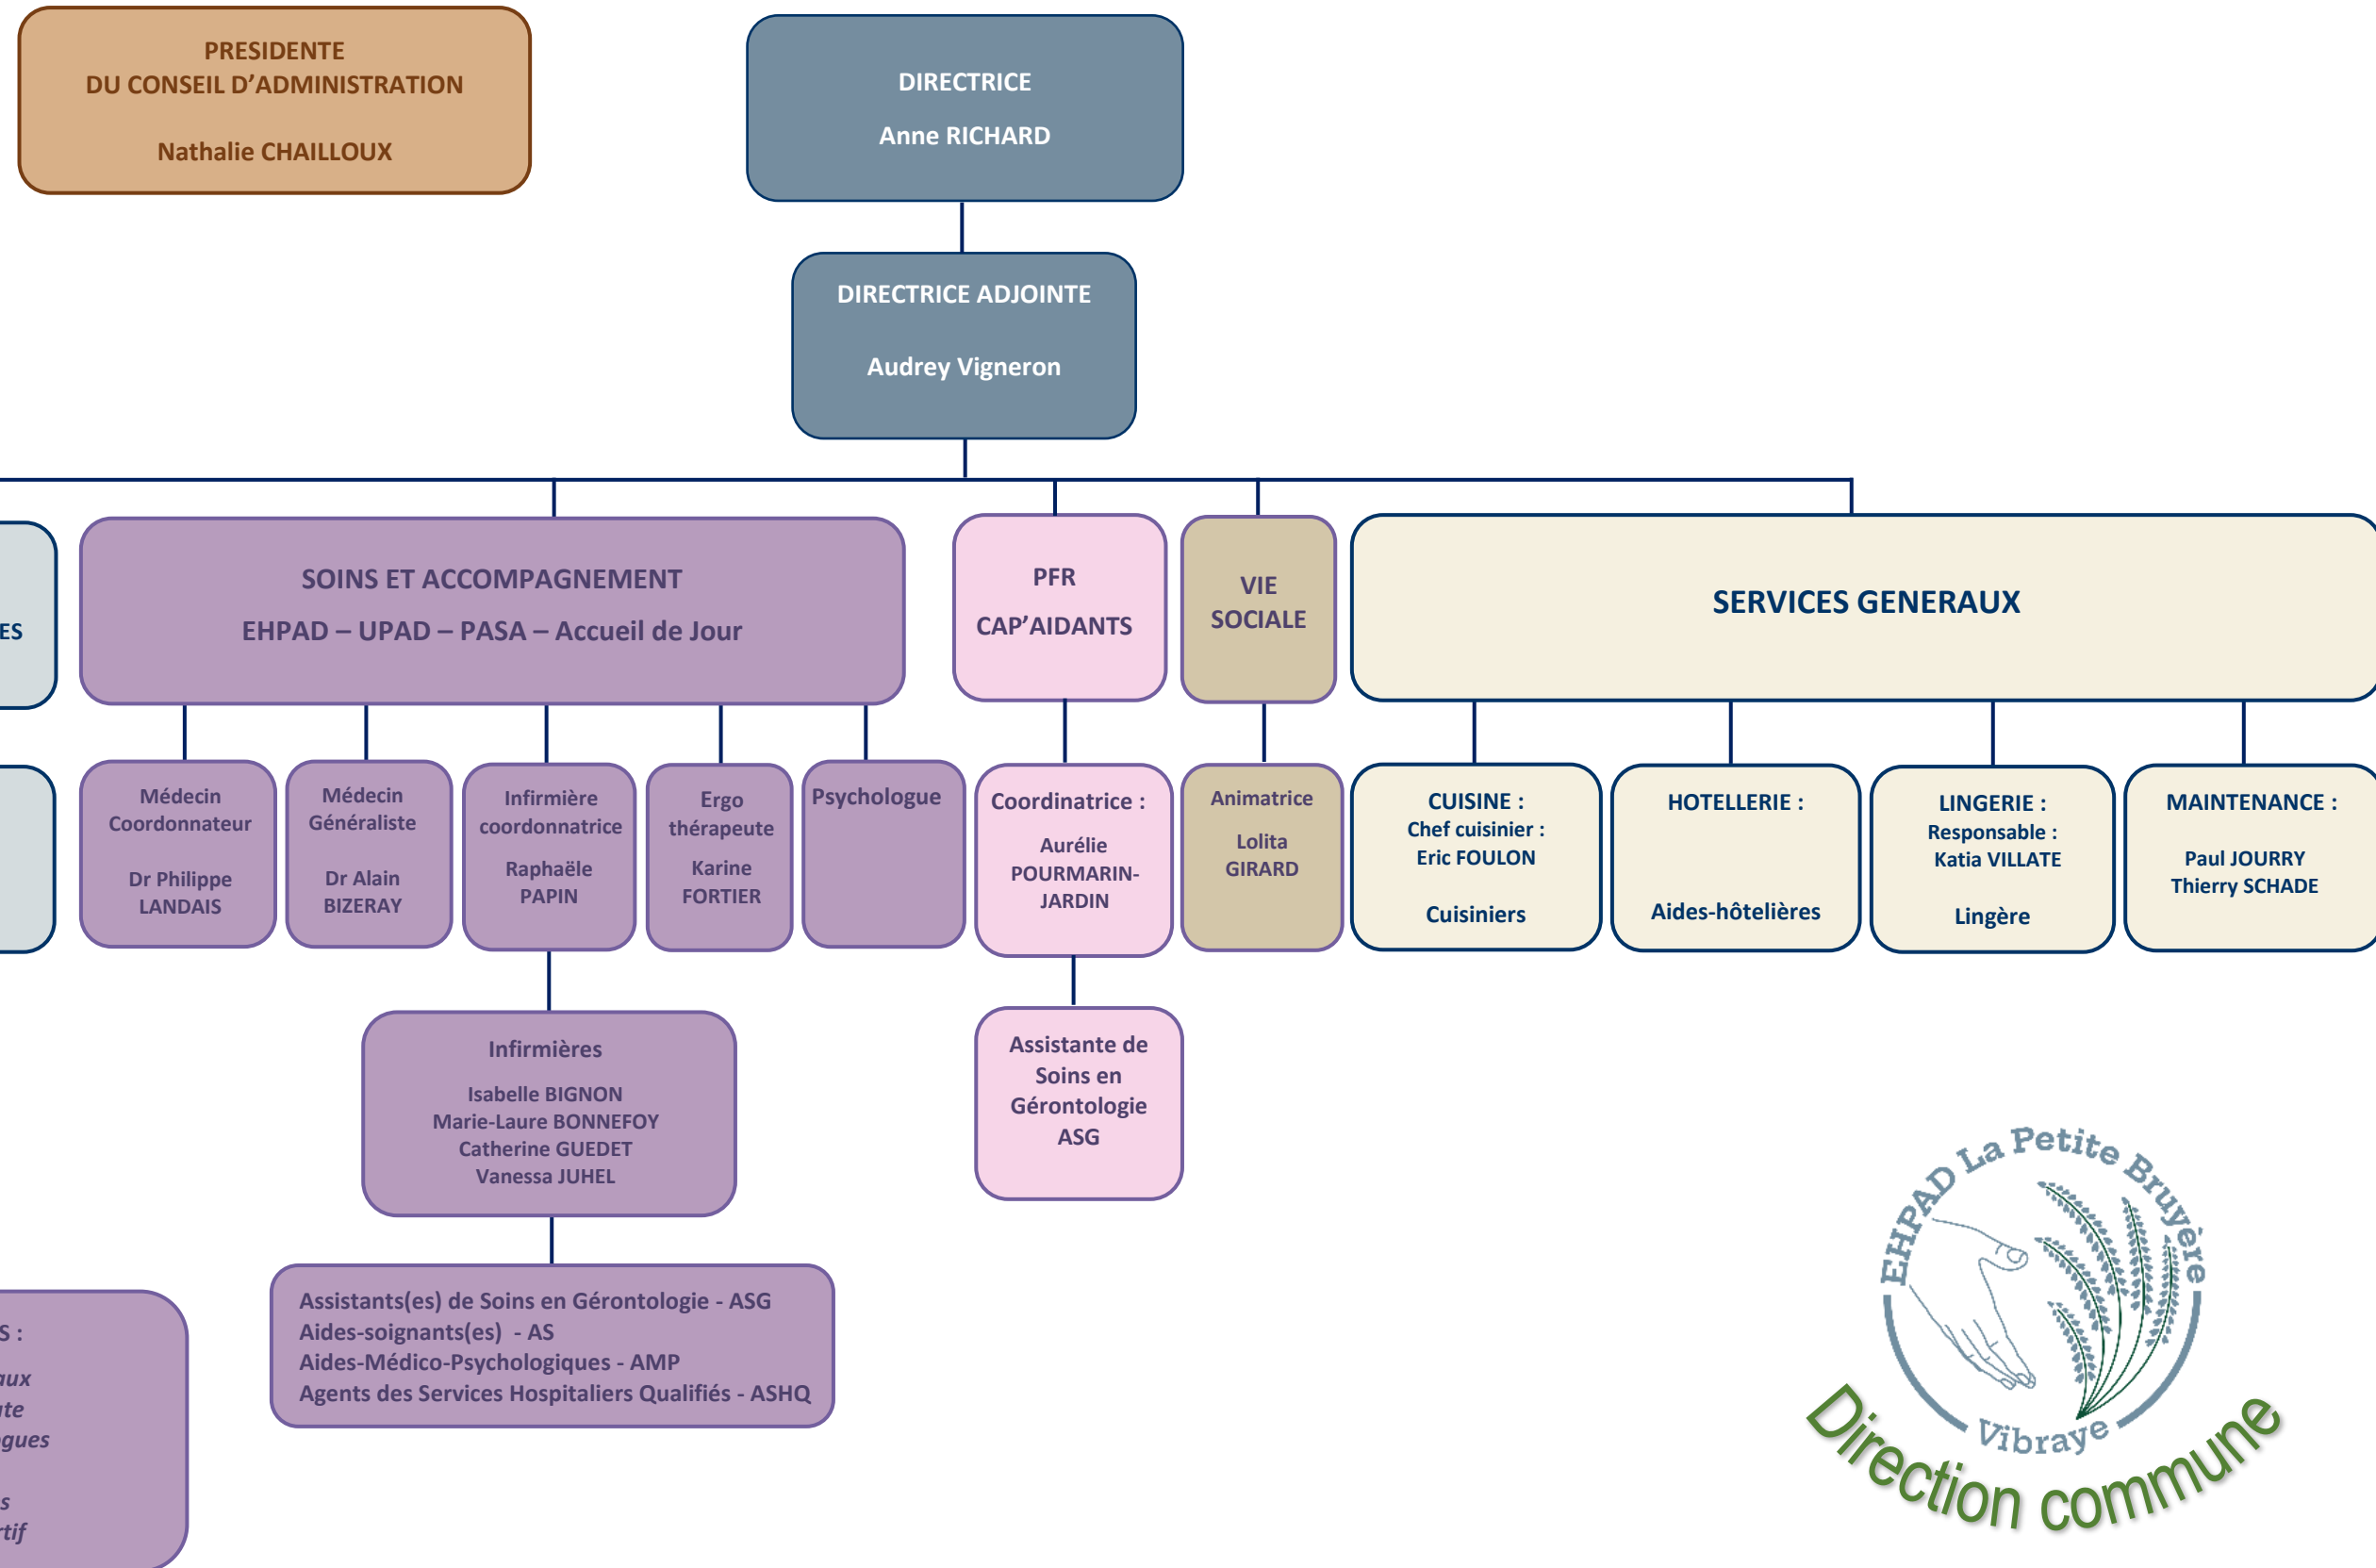 PRESIDENTE
DU CONSEIL D’ADMINISTRATION
Nathalie CHAILLOUX
DIRECTRICE
Anne RICHARD
DIRECTRICE ADJOINTE
Audrey Vigneron
ES
SOINS ET ACCOMPAGNEMENT
EHPAD – UPAD – PASA – Accueil de Jour
PFR
CAP’AIDANTS
VIE
SOCIALE
SERVICES GENERAUX
Médecin
Coordonnateur
Dr Philippe
LANDAIS
Médecin
Généraliste
Dr Alain
BIZERAY
Infirmière
coordonnatrice
Raphaële
PAPIN
Ergo
thérapeute
Karine
FORTIER
Psychologue
Coordinatrice :
Aurélie
POURMARIN-
JARDIN
Animatrice
Lolita
GIRARD
CUISINE :
Chef cuisinier :
Eric FOULON
Cuisiniers
HOTELLERIE :
Aides-hôtelières
LINGERIE :
Responsable :
Katia VILLATE
Lingère
MAINTENANCE :
Paul JOURRY
Thierry SCHADE
Infirmières
Isabelle BIGNON
Marie-Laure BONNEFOY
Catherine GUEDET
Vanessa JUHEL
Assistante de
Soins en
Gérontologie
ASG
Assistants(es) de Soins en Gérontologie - ASG
Aides-soignants(es) - AS
Aides-Médico-Psychologiques - AMP
Agents des Services Hospitaliers Qualifiés - ASHQ
S :
aux
ute
ogues
s
rtif
EHPAD La Petite Bruyère
Vibraye
Direction commune